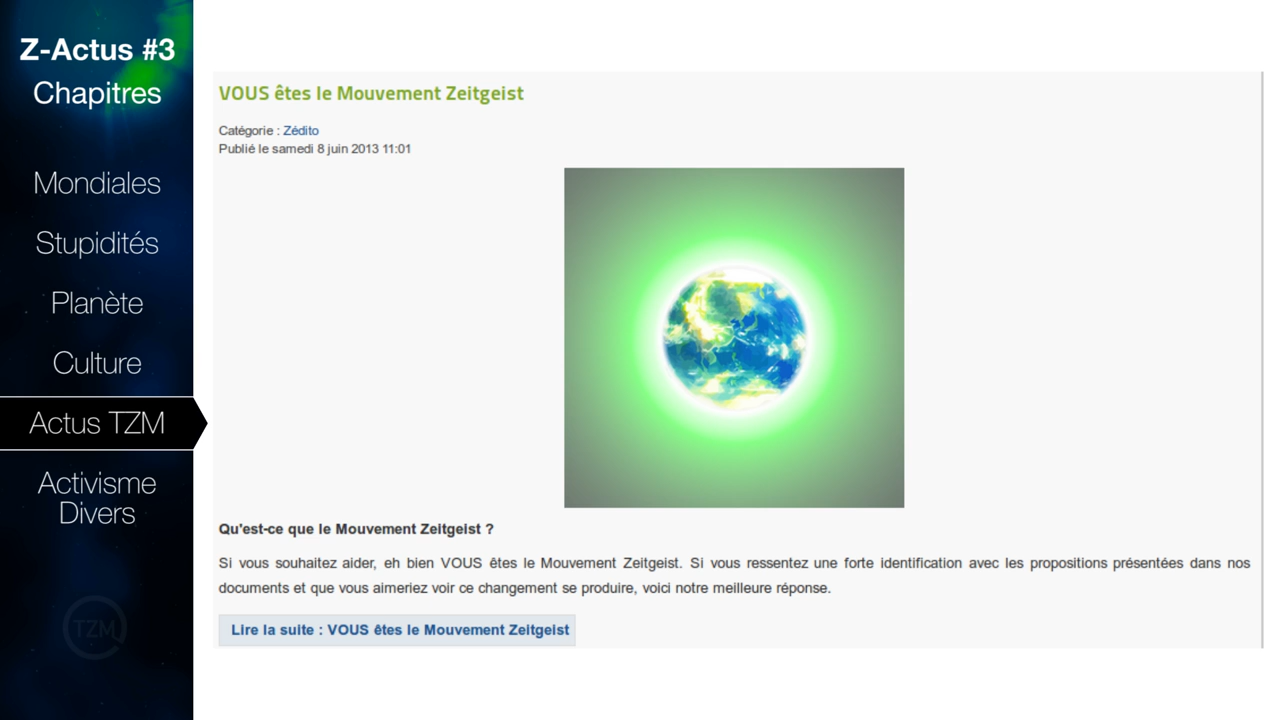 Z-Actus #3
Chapitres
Mondiales
Stupidités
Planète
Culture
Actus TZM
Activisme
Divers
TZM
VOUS êtes le Mouvement Zeitgeist
Catégorie : Zédito
Publié le samedi 8 juin 2013 11:01
Qu'est-ce que le Mouvement Zeitgeist ?
Si vous souhaitez aider, eh bien VOUS êtes le Mouvement Zeitgeist. Si vous ressentez une forte identification avec les propositions présentées dans nos
documents et que vous aimeriez voir ce changement se produire, voici notre meilleure réponse.
Lire la suite : VOUS êtes le Mouvement Zeitgeist